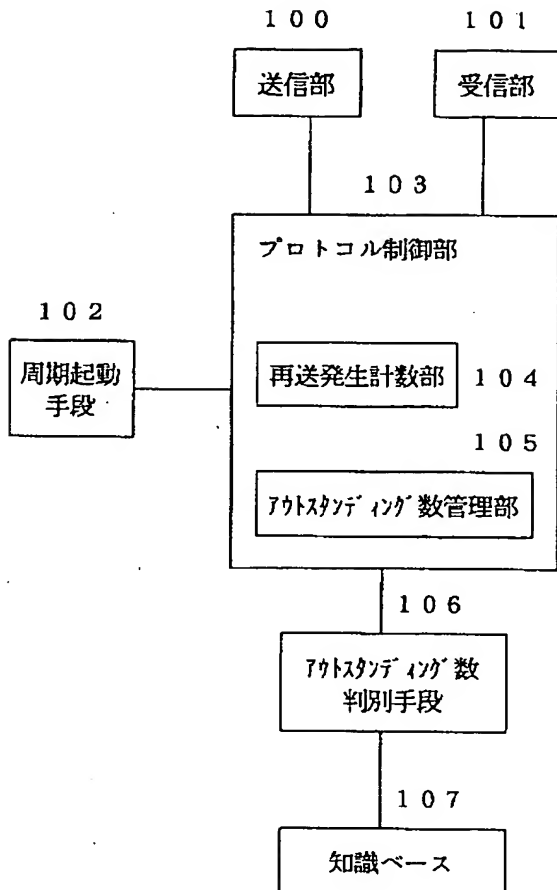 １００
１０１
送信部
受信部
１０３
プロトコル制御部
１０２
周期起動
手段
再送発生計数部
１０４
１０５
ｱｳﾄｽﾀﾝﾃﾞｨﾝｸﾞ数管理部
１０６
ｱｳﾄｽﾀﾝﾃﾞｨﾝｸﾞ数
判別手段
１０７
知識ベース